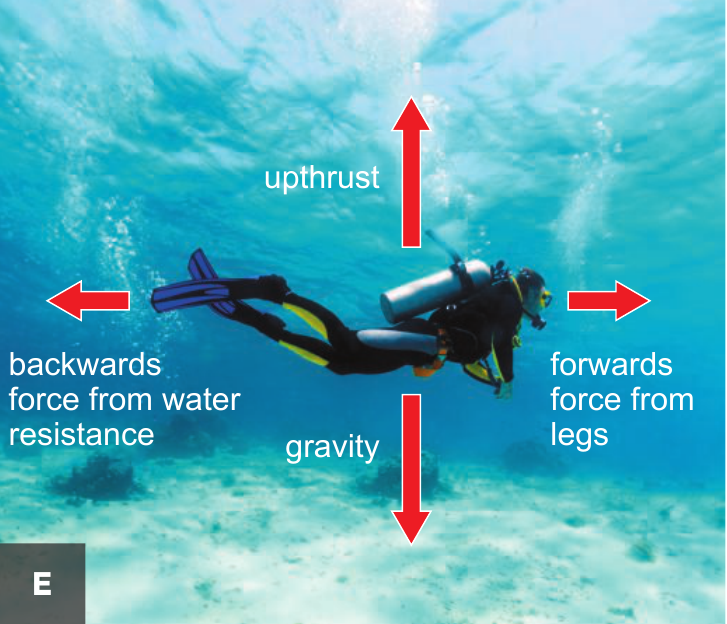 upthrust
backwards
force from water
resistance
forwards
force from
legs
gravity
E